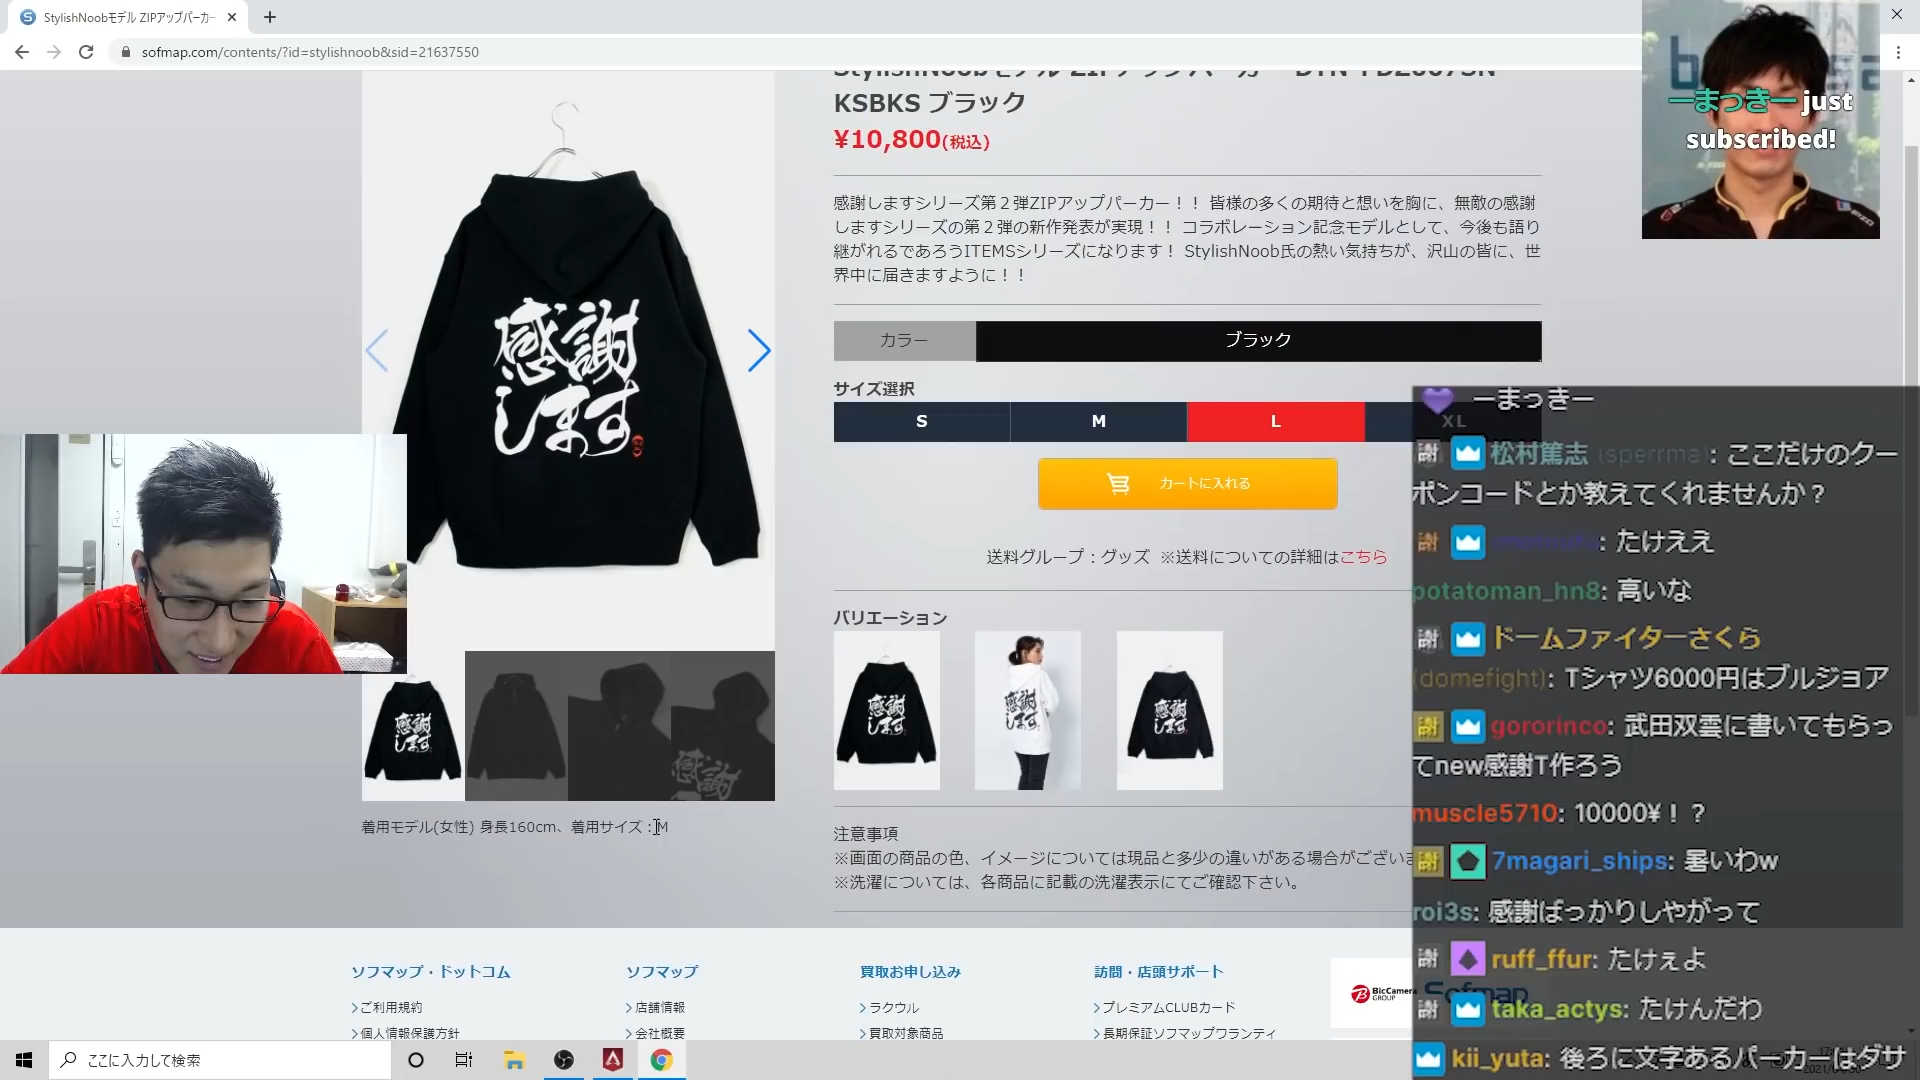 StylishNoobモデル ZIPアップパーカー
sofmap.com/contents/?id=stylishnoob&sid=21637550
KSBKS ブラック
¥10,800(税込)
感謝しますシリーズ第２弾ZIPアップパーカー！！ 皆様の多くの期待と想いを胸に、無敵の感謝
しますシリーズの第２弾の新作発表が実現！！ コラボレーション記念モデルとして、今後も語り
継がれるであろうITEMSシリーズになります！ StylishNoob氏の熱い気持ちが、沢山の皆に、世
界中に届きますように！！
カラー
ブラック
サイズ選択
S
M
L
XL
カートに入れる
送料グループ：グッズ ※送料についての詳細はこちら
バリエーション
感謝
します
着用モデル(女性) 身長160cm、着用サイズ：M
注意事項
※画面の商品の色、イメージについては現品と多少の違いがある場合がござい
※洗濯については、各商品に記載の洗濯表示にてご確認下さい。
ソフマップ・ドットコム
ご利用規約
個人情報保護方針
ソフマップ
店舗情報
会社概要
買取お申し込み
ラクウル
買取対象商品
訪問・店頭サポート
プレミアムCLUBカード
長期保証ソフマップワランティ
BicCamera
GROUP
Sofmap
ここに入力して検索
ーまっきー just
subscribed!
ーまっきー
謝 松村篤志 (sperrma): ここだけのクー
ポンコードとか教えてくれませんか？
謝 : たけええ
potatoman_hn8: 高いな
謝 ドームファイターさくら
(domefight): Tシャツ6000円はブルジョア
謝 gororinco: 武田双雲に書いてもらっ
てnew感謝T作ろう
muscle5710: 10000¥！？
謝 7magari_ships: 暑いわw
roi3s: 感謝ばっかりしやがって
謝 ruff_ffur: たけぇよ
謝 taka_actys: たけんだわ
kii_yuta: 後ろに文字あるパーカーはダサ